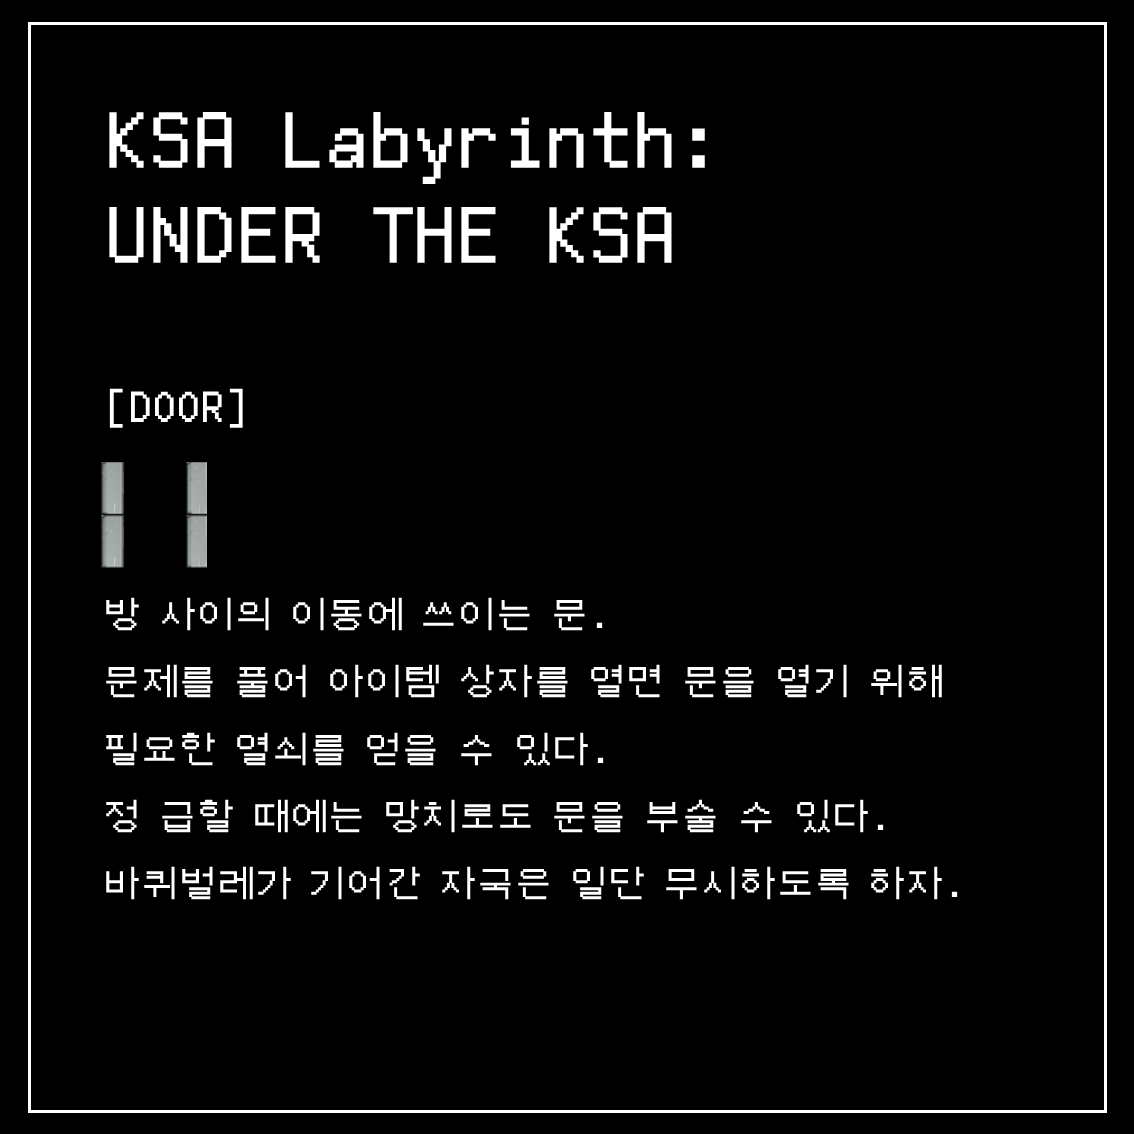 KSA Labyrinth:
UNDER THE KSA
[DOOR]
방 사이의 이동에 쓰이는 문.
문제를 풀어 아이템 상자를 열면 문을 열기 위해
필요한 열쇠를 얻을 수 있다.
정 급할 때에는 망치로도 문을 부술 수 있다.
바퀴벌레가 기어간 자국은 일단 무시하도록 하자.